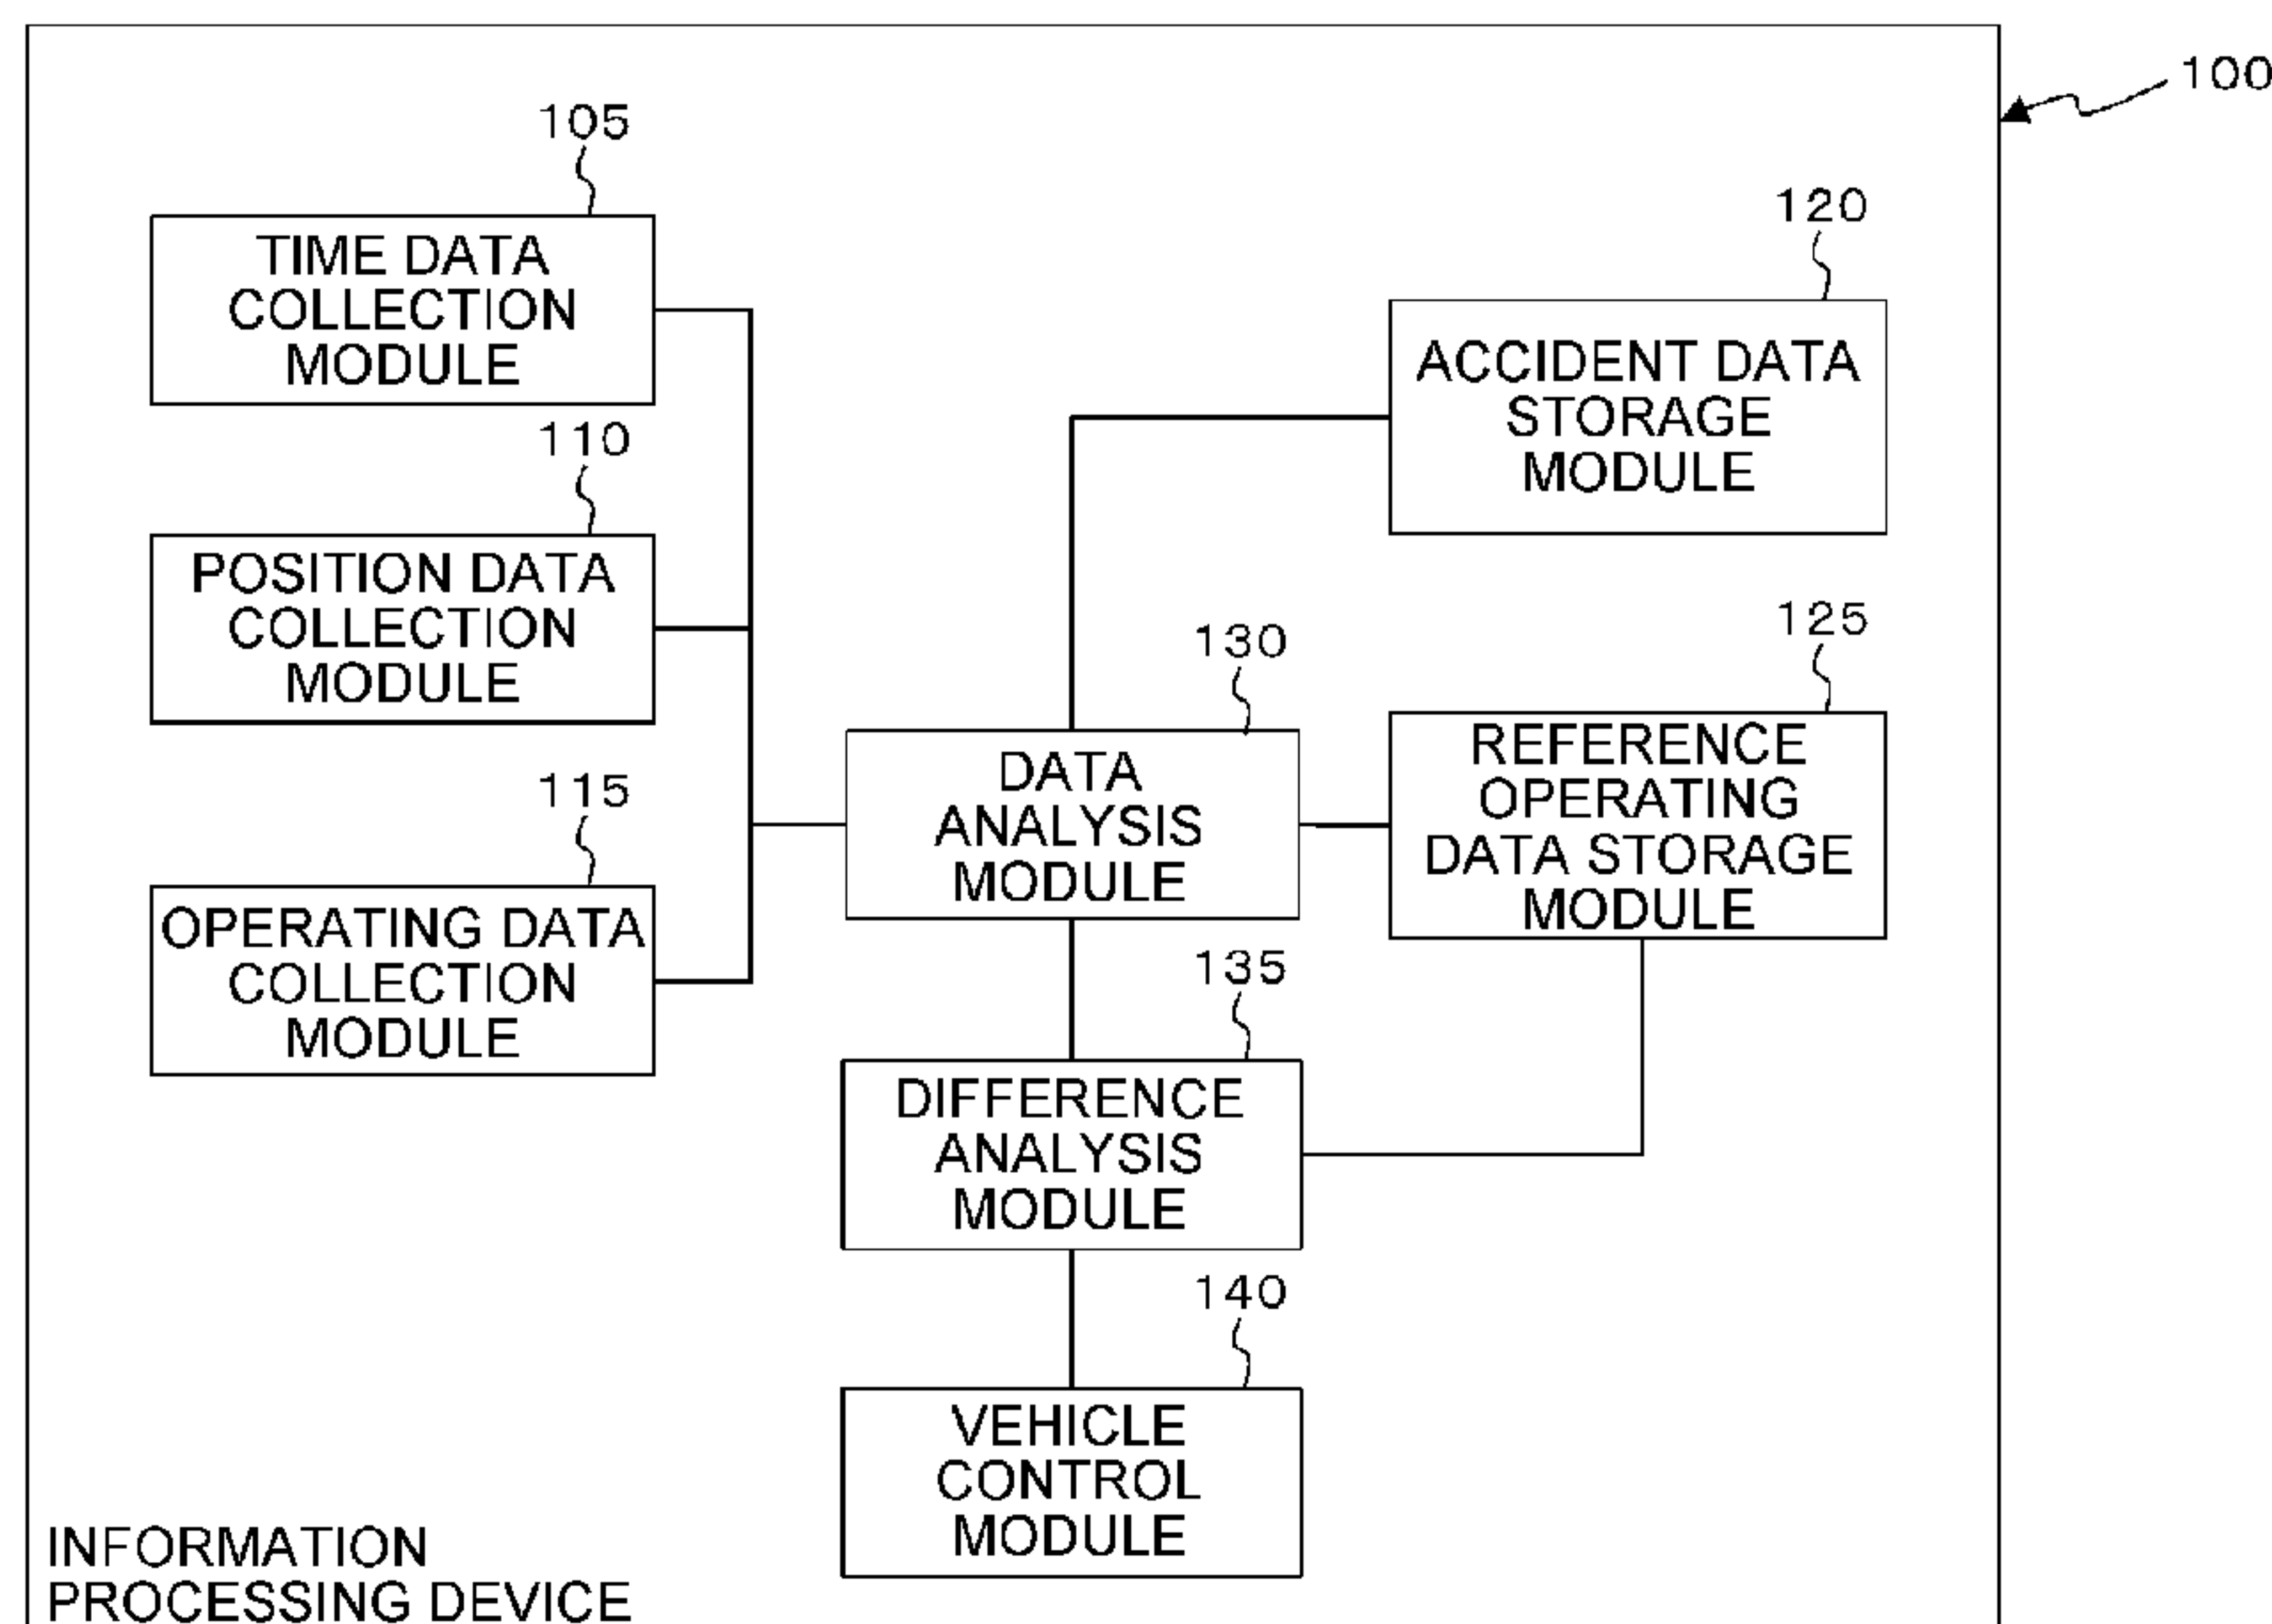 100
105
TIME DATA
COLLECTION
MODULE
120
ACCIDENT DATA
STORAGE
MODULE
110
POSITION DATA
COLLECTION
MODULE
130
DATA
ANALYSIS
MODULE
125
REFERENCE
OPERATING
DATA STORAGE
MODULE
115
OPERATING DATA
COLLECTION
MODULE
135
DIFFERENCE
ANALYSIS
MODULE
140
VEHICLE
CONTROL
MODULE
INFORMATION
PROCESSING DEVICE